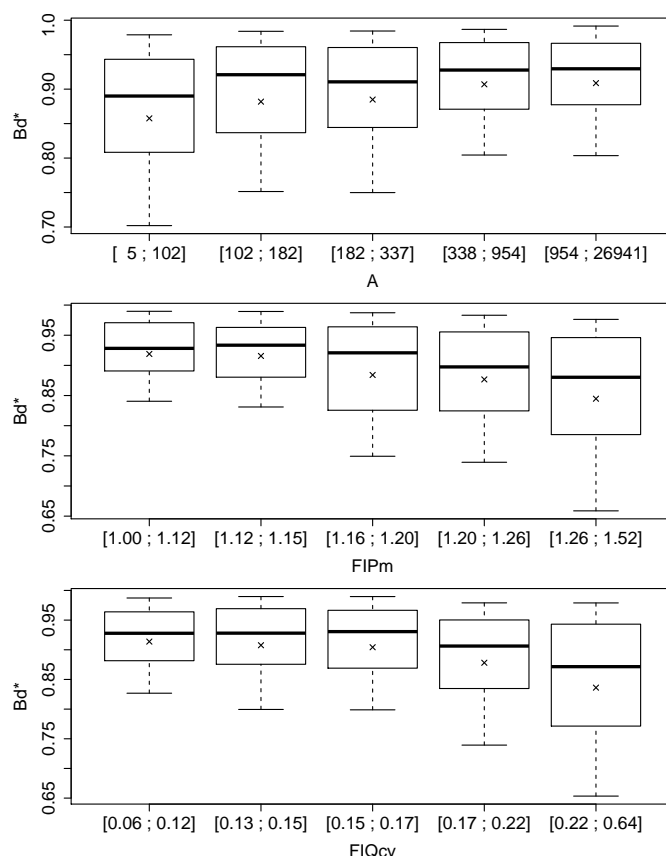 1.0
0.90
0.80
0.70
Bd*
[ 5 ; 102] [102 ; 182] [182 ; 337] [338 ; 954] [954 ; 26941]
A
0.95
0.85
0.75
0.65
Bd*
[1.00 ; 1.12] [1.12 ; 1.15] [1.16 ; 1.20] [1.20 ; 1.26] [1.26 ; 1.52]
FIPm
0.95
0.85
0.75
0.65
Bd*
[0.06 ; 0.12] [0.13 ; 0.15] [0.15 ; 0.17] [0.17 ; 0.22] [0.22 ; 0.64]
FIQcv